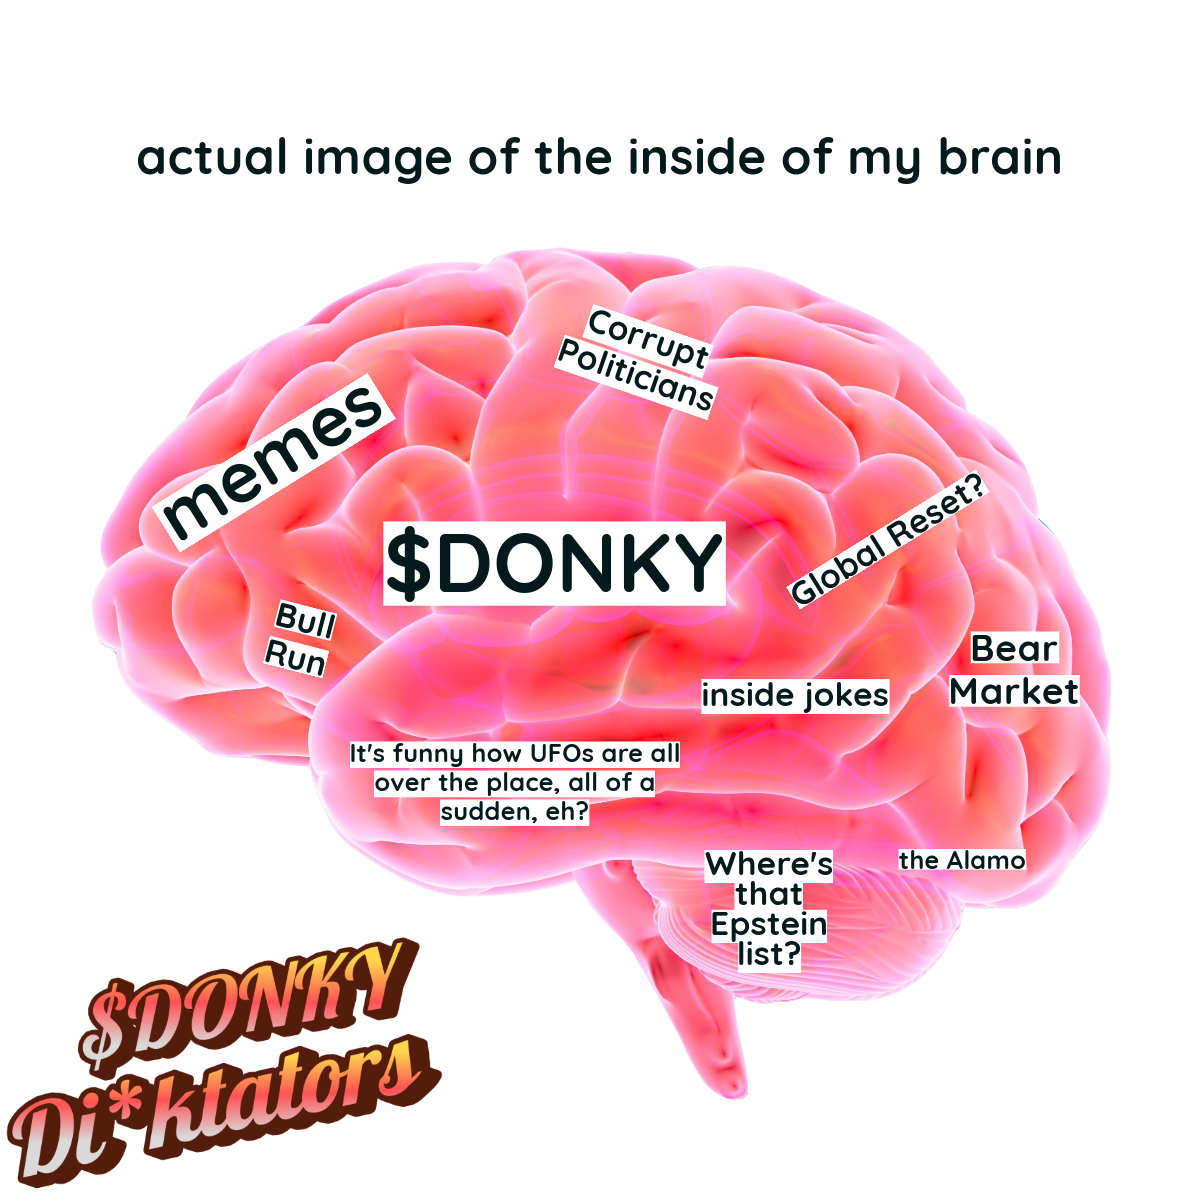 actual image of the inside of my brain
Corrupt
Politicians
memes
$DONKY
Global Reset?
Bull
Run
Bear
Market
inside jokes
It's funny how UFOs are all
over the place, all of a
sudden, eh?
Where's
that
Epstein
list?
the Alamo
$DONKY
Di*ktators